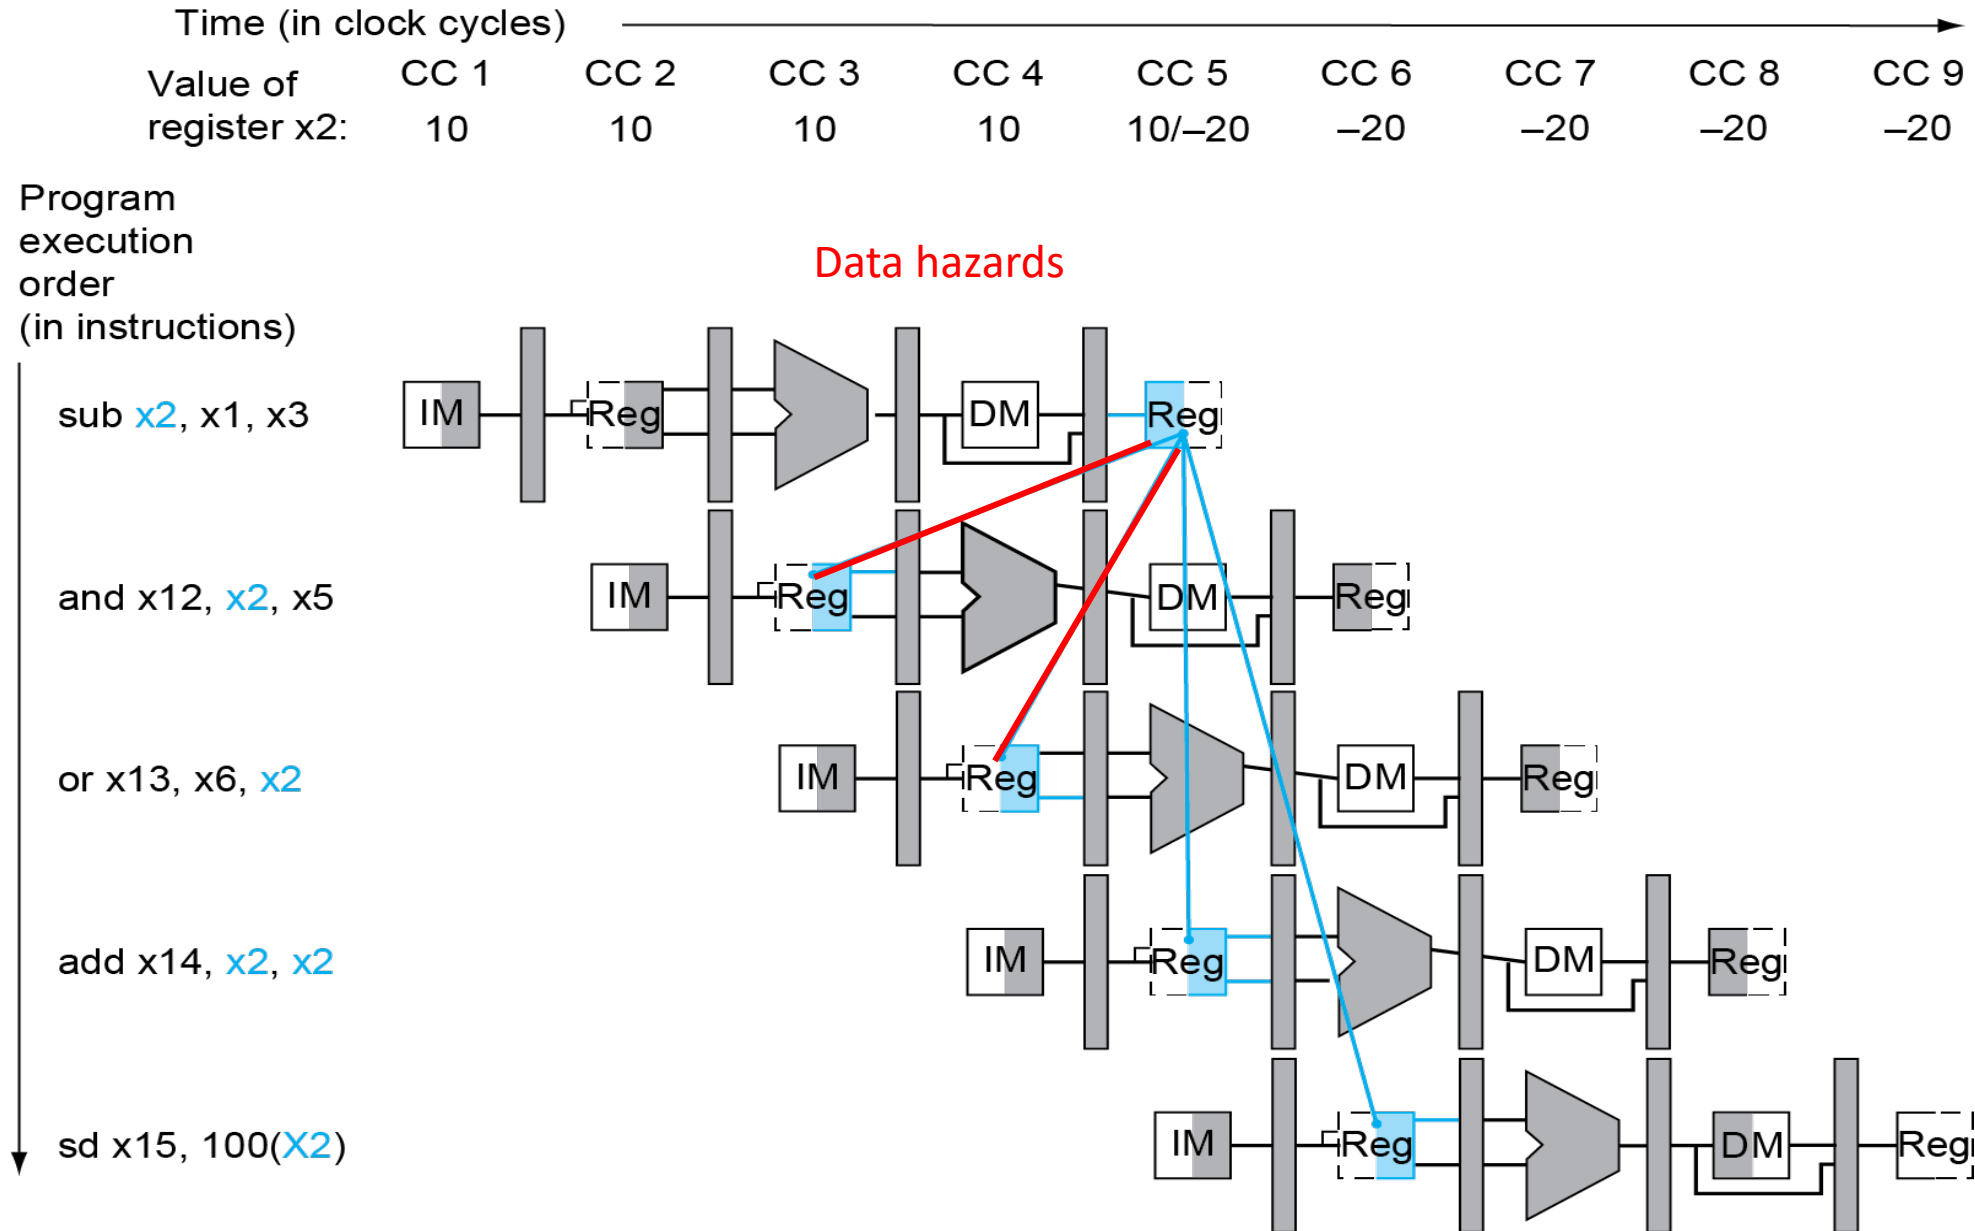 Time (in clock cycles)
Value of register x2:
CC 1 CC 2 CC 3 CC 4 CC 5 CC 6 CC 7 CC 8 CC 9
10 10 10 10 10/–20 –20 –20 –20 –20
Program
execution
order
(in instructions)
Data hazards
sub x2, x1, x3
IM Reg DM Reg
and x12, x2, x5
IM Reg DM Reg
or x13, x6, x2
IM Reg DM Reg
add x14, x2, x2
IM Reg DM Reg
sd x15, 100(X2)
IM Reg DM Reg